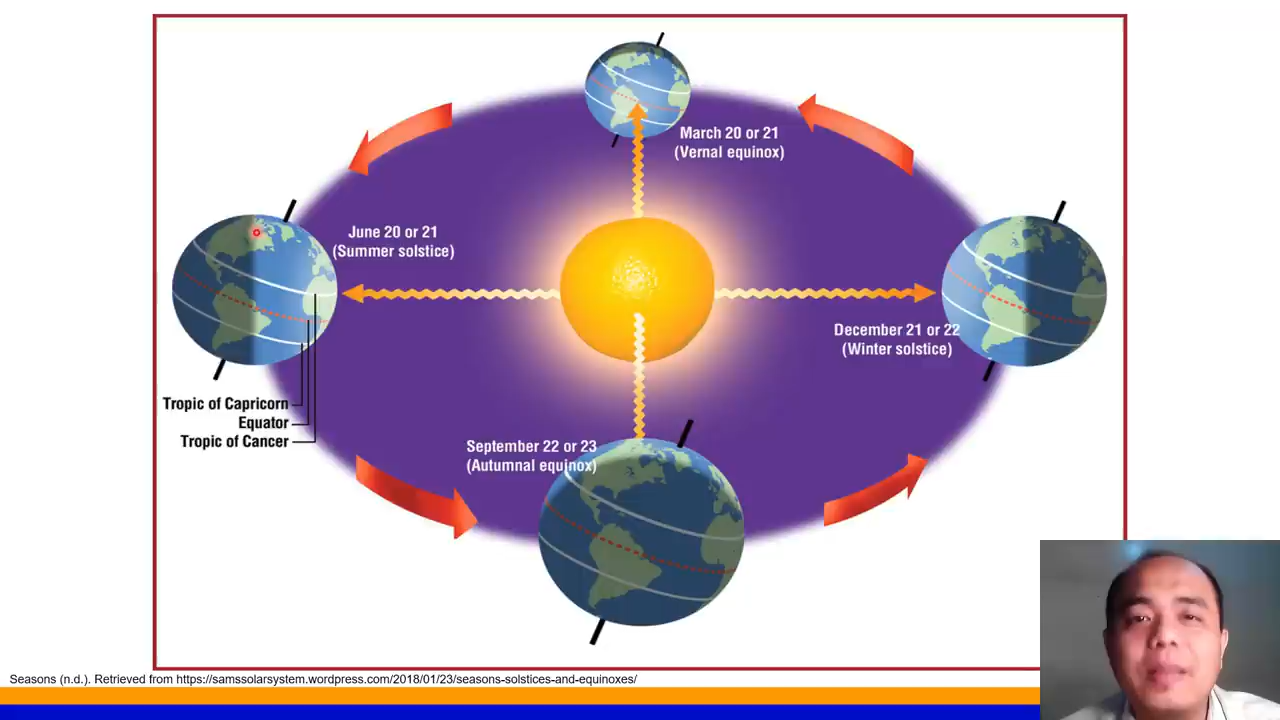 March 20 or 21
(Vernal equinox)
June 20 or 21
(Summer solstice)
December 21 or 22
(Winter solstice)
Tropic of Capricorn
Equator
Tropic of Cancer
September 22 or 23
(Autumnal equinox)
Seasons (n.d.). Retrieved from https://samssolarsystem.wordpress.com/2018/01/23/seasons-solstices-and-equinoxes/